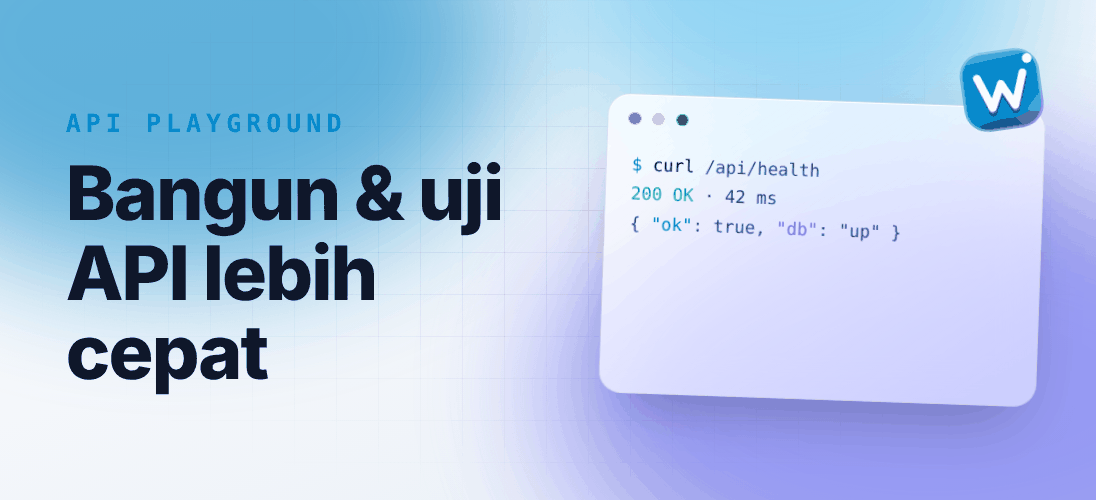 API PLAYGROUND
Bangun & uji
API lebih
cepat
W
$ curl /api/health
200 OK · 42 ms
{ "ok": true, "db": "up" }